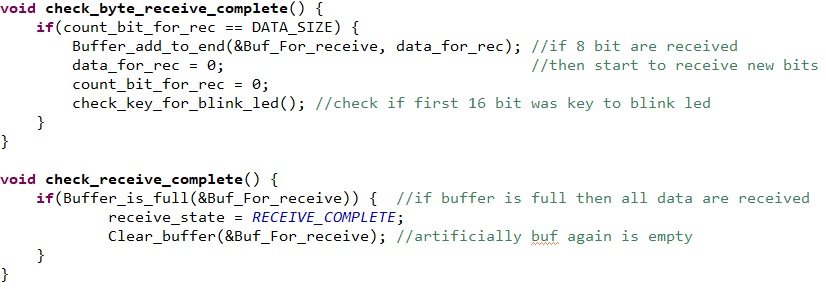 void check_byte_receive_complete() {
    if(count_bit_for_rec == DATA_SIZE) {
        Buffer_add_to_end(&Buf_For_receive, data_for_rec); //if 8 bit are received
        data_for_rec = 0;                                  //then start to receive new bits
        count_bit_for_rec = 0;
        check_key_for_blink_led(); //check if first 16 bit was key to blink led
    }
}

void check_receive_complete() {
    if(Buffer_is_full(&Buf_For_receive)) {  //if buffer is full then all data are received
            receive_state = RECEIVE_COMPLETE;
            Clear_buffer(&Buf_For_receive); //artificially buf again is empty
    }
}